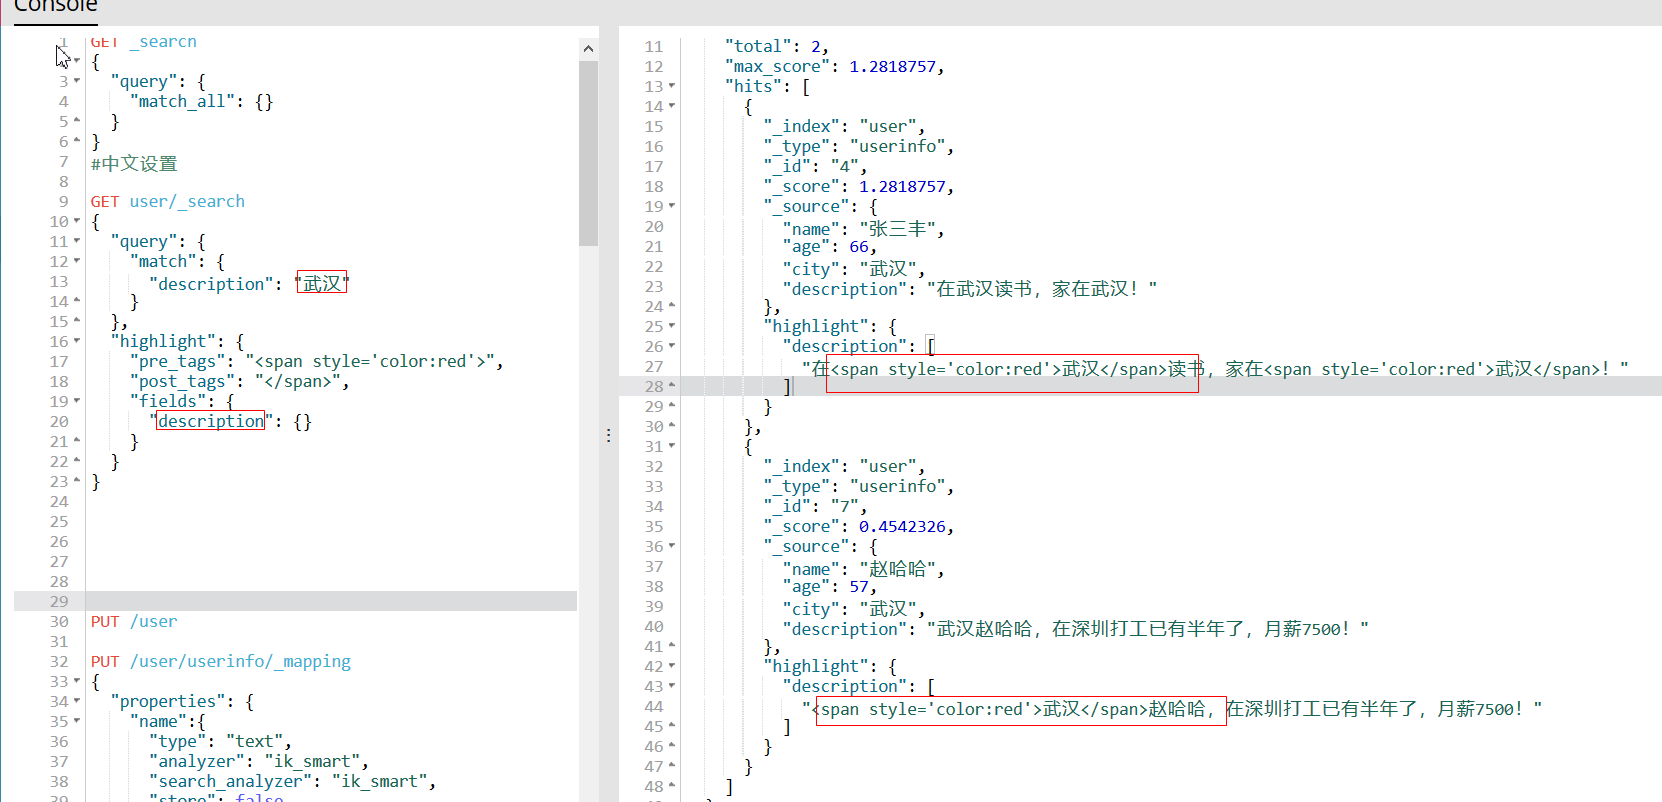 Console
1 GET _search
{
3 "query": {
4 "match_all": {}
5 }
6 }
7 #中文设置
8
9 GET user/_search
10 {
11 "query": {
12 "match": {
13 "description": "武汉"
14 }
15 },
16 "highlight": {
17 "pre_tags": "<span style='color:red'>",
18 "post_tags": "</span>",
19 "fields": {
20 "description": {}
21 }
22 }
23 }
24
25
26
27
28
29
30 PUT /user
31
32 PUT /user/userinfo/_mapping
33 {
34 "properties": {
35 "name":{
36 "type": "text",
37 "analyzer": "ik_smart",
38 "search_analyzer": "ik_smart",
39 "store": false
11 "total": 2,
12 "max_score": 1.2818757,
13 "hits": [
14 {
15 "_index": "user",
16 "_type": "userinfo",
17 "_id": "4",
18 "_score": 1.2818757,
19 "_source": {
20 "name": "张三丰",
21 "age": 66,
22 "city": "武汉",
23 "description": "在武汉读书，家在武汉！"
24 },
25 "highlight": {
26 "description": [
27 "在<span style='color:red'>武汉</span>读书，家在<span style='color:red'>武汉</span>！"
28 ]
29 }
30 },
31 {
32 "_index": "user",
33 "_type": "userinfo",
34 "_id": "7",
35 "_score": 0.4542326,
36 "_source": {
37 "name": "赵哈哈",
38 "age": 57,
39 "city": "武汉",
40 "description": "武汉赵哈哈，在深圳打工已有半年了，月薪7500！"
41 },
42 "highlight": {
43 "description": [
44 "<span style='color:red'>武汉</span>赵哈哈，在深圳打工已有半年了，月薪7500！"
45 ]
46 }
47 }
48 ]